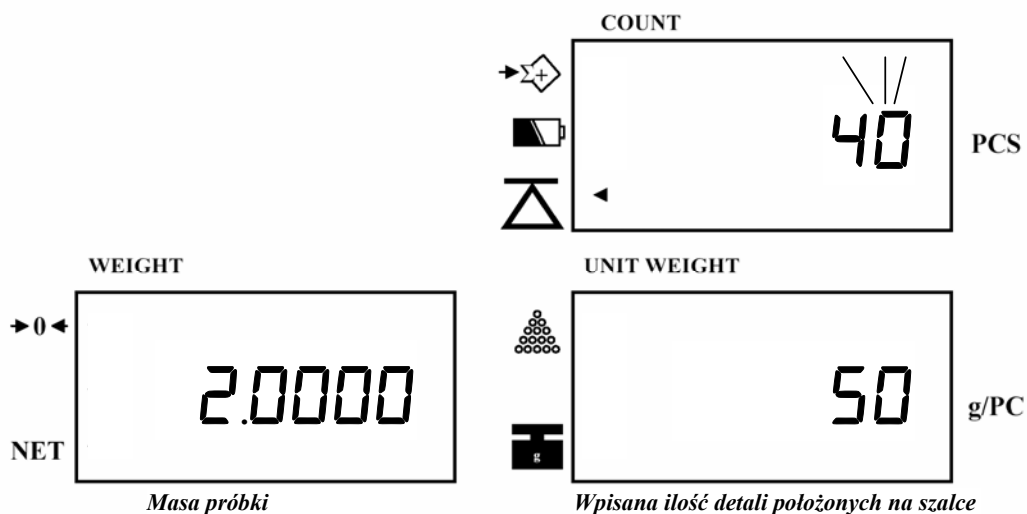 COUNT
→Σ+
40 PCS
WEIGHT
UNIT WEIGHT
→0←
2.0000
NET
50 g/PC
g
Masa próbki
Wpisana ilość detali położonych na szalce